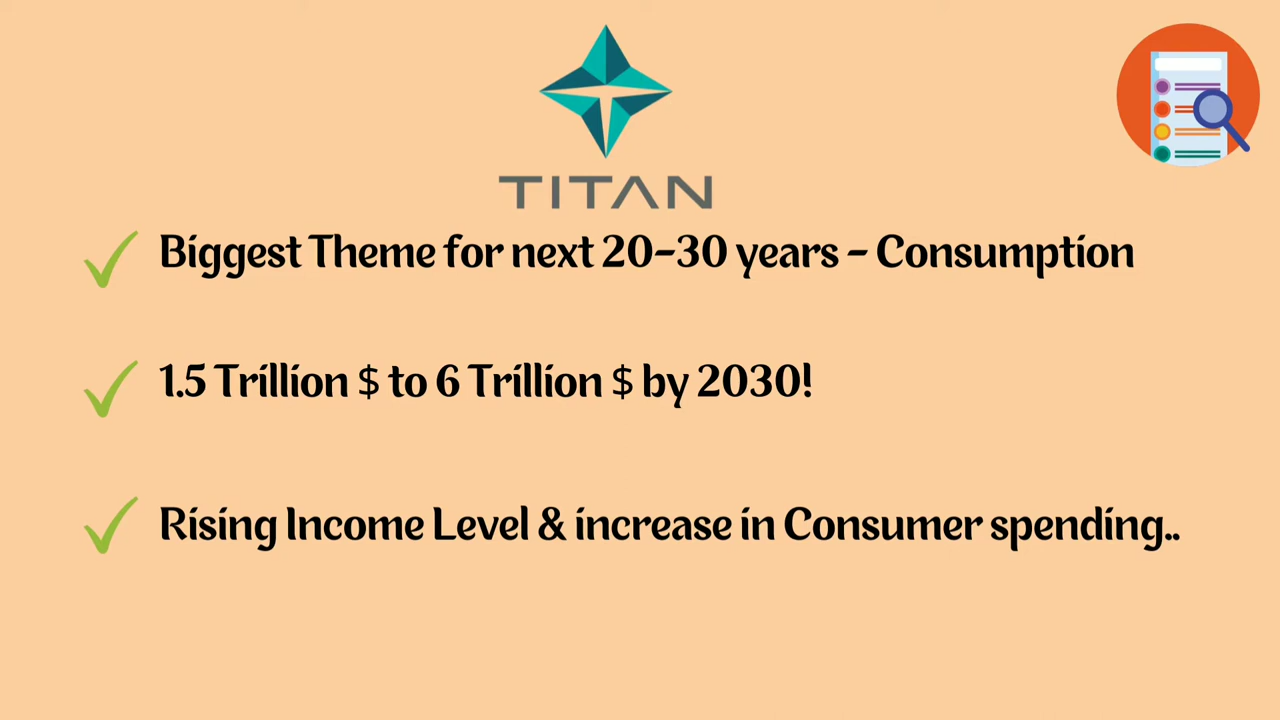 TITAN
Biggest Theme for next 20-30 years - Consumption
1.5 Trillion $ to 6 Trillion $ by 2030!
Rising Income Level & increase in Consumer spending..